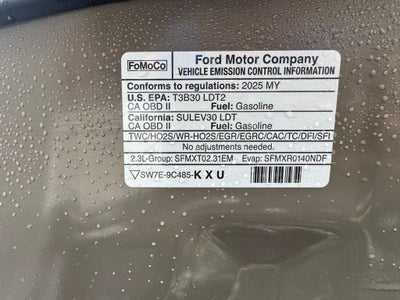 FoMoCo
Ford Motor Company
VEHICLE EMISSION CONTROL INFORMATION
Conforms to regulations: 2025 MY
U.S. EPA: T3B30 LDT2
CA OBD II Fuel: Gasoline
California: SULEV30 LDT
CA OBD II Fuel: Gasoline
TWC/HO2S/WR-HO2S/EGR/EGRC/CAC/TC/DFI/SFI
No adjustments needed.
2.3L-Group: SFMXT02.31EM Evap: SFMXR0140NDF
SW7E-9C485-KXU